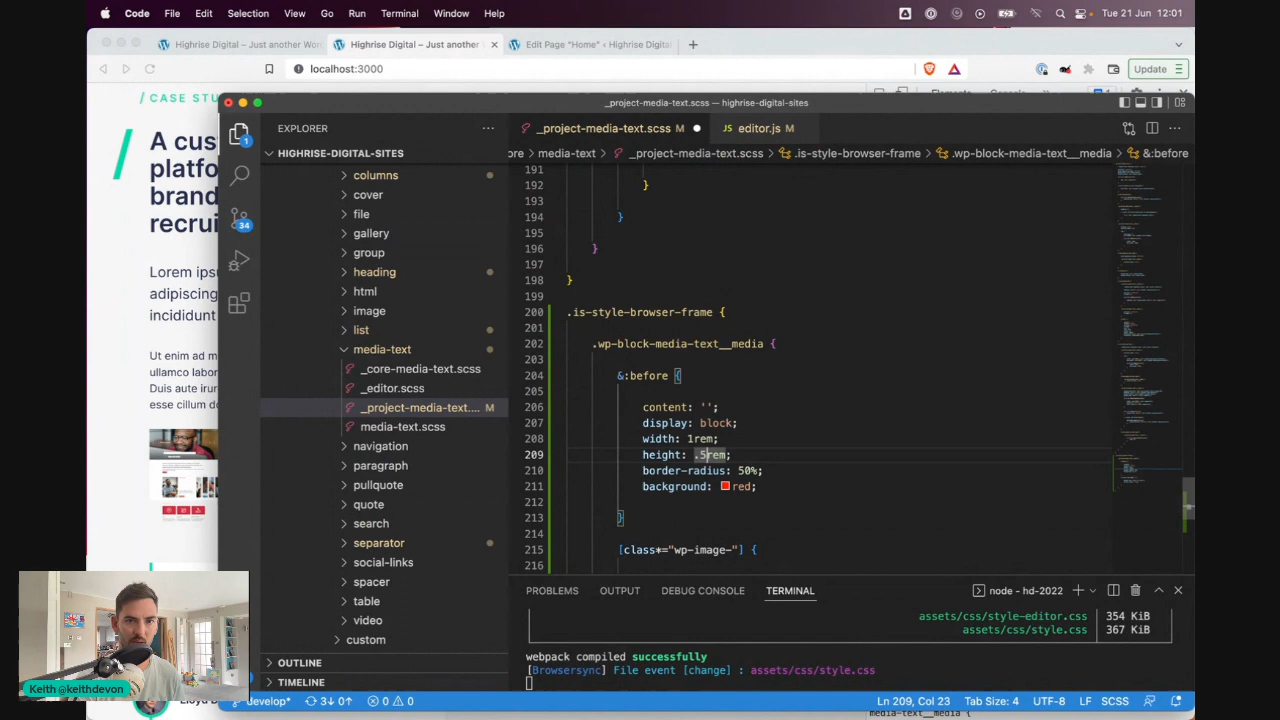 Code File Edit Selection View Run Go Terminal Window Help Tue 21 Jun 12:01
Highrise Digital – Just another Wor
Highrise Digital – Just another
Edit Page "Home" ‹ Highrise Digital
localhost:3000
Update
Console
/ CASE STU
A cus
platfo
brand
recrui
Lorem ips
adipiscing
incididunt
Ut enim ad m
ullamco labor
Duis aute irur
esse cillum do
_project-media-text.scss — highrise-digital-sites
EXPLORER
HIGHRISE-DIGITAL-SITES
columns
cover
file
gallery
group
heading
html
image
list
media-text
_core-media-text.scss
_editor.scss
_project-media-text.... M
media-text.scss
navigation
pullquote
search
separator
social-links
spacer
table
video
custom
OUTLINE
TIMELINE
1
34
_project-media-text.scss M
editor.js M
ore > media-text > _project-media-text.scss > .is-style-browser-frame > .wp-block-media-text__media > &:before
191
192 }
193
194 }
195
196 }
197
198 }
199
200 .is-style-browser-frame {
201
202 .wp-block-media-text__media {
203
204 &:before {
205
206 content: '';
207 display: block;
208 width: 1rem;
209 height: .5rem;
210 border-radius: 50%;
211 background: red;
212
213 }
214
215 [class*="wp-image-"] {
216
PROBLEMS OUTPUT DEBUG CONSOLE TERMINAL
node - hd-2022
assets/css/style-editor.css 354 KiB
assets/css/style.css 367 KiB
webpack compiled successfully
[Browsersync] File event [change] : assets/css/style.css
Keith @keithdevon
develop* 3↓ 0↑ 0 0
Ln 209, Col 23 Tab Size: 4 UTF-8 LF SCSS
media-text__media {